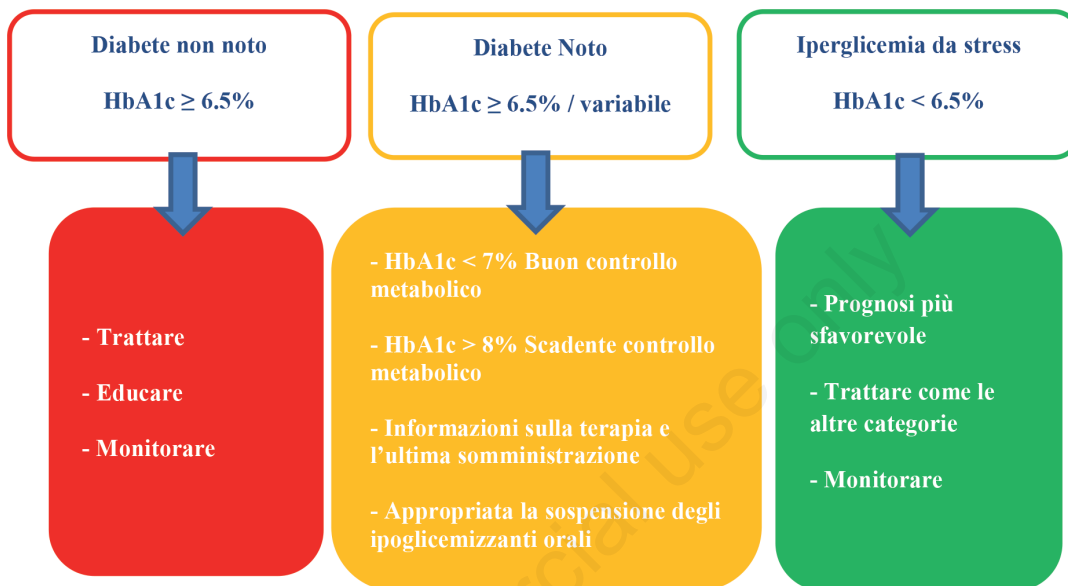 Diabete non noto
HbA1c ≥ 6.5%
Diabete Noto
HbA1c ≥ 6.5% / variabile
Iperglicemia da stress
HbA1c < 6.5%
- Trattare
- Educare
- Monitorare
- HbA1c < 7% Buon controllo
metabolico
- HbA1c > 8% Scadente controllo
metabolico
- Informazioni sulla terapia e
l’ultima somministrazione
- Appropriata la sospensione degli
ipoglicemizzanti orali
- Prognosi più
sfavorevole
- Trattare come le
altre categorie
- Monitorare
use only